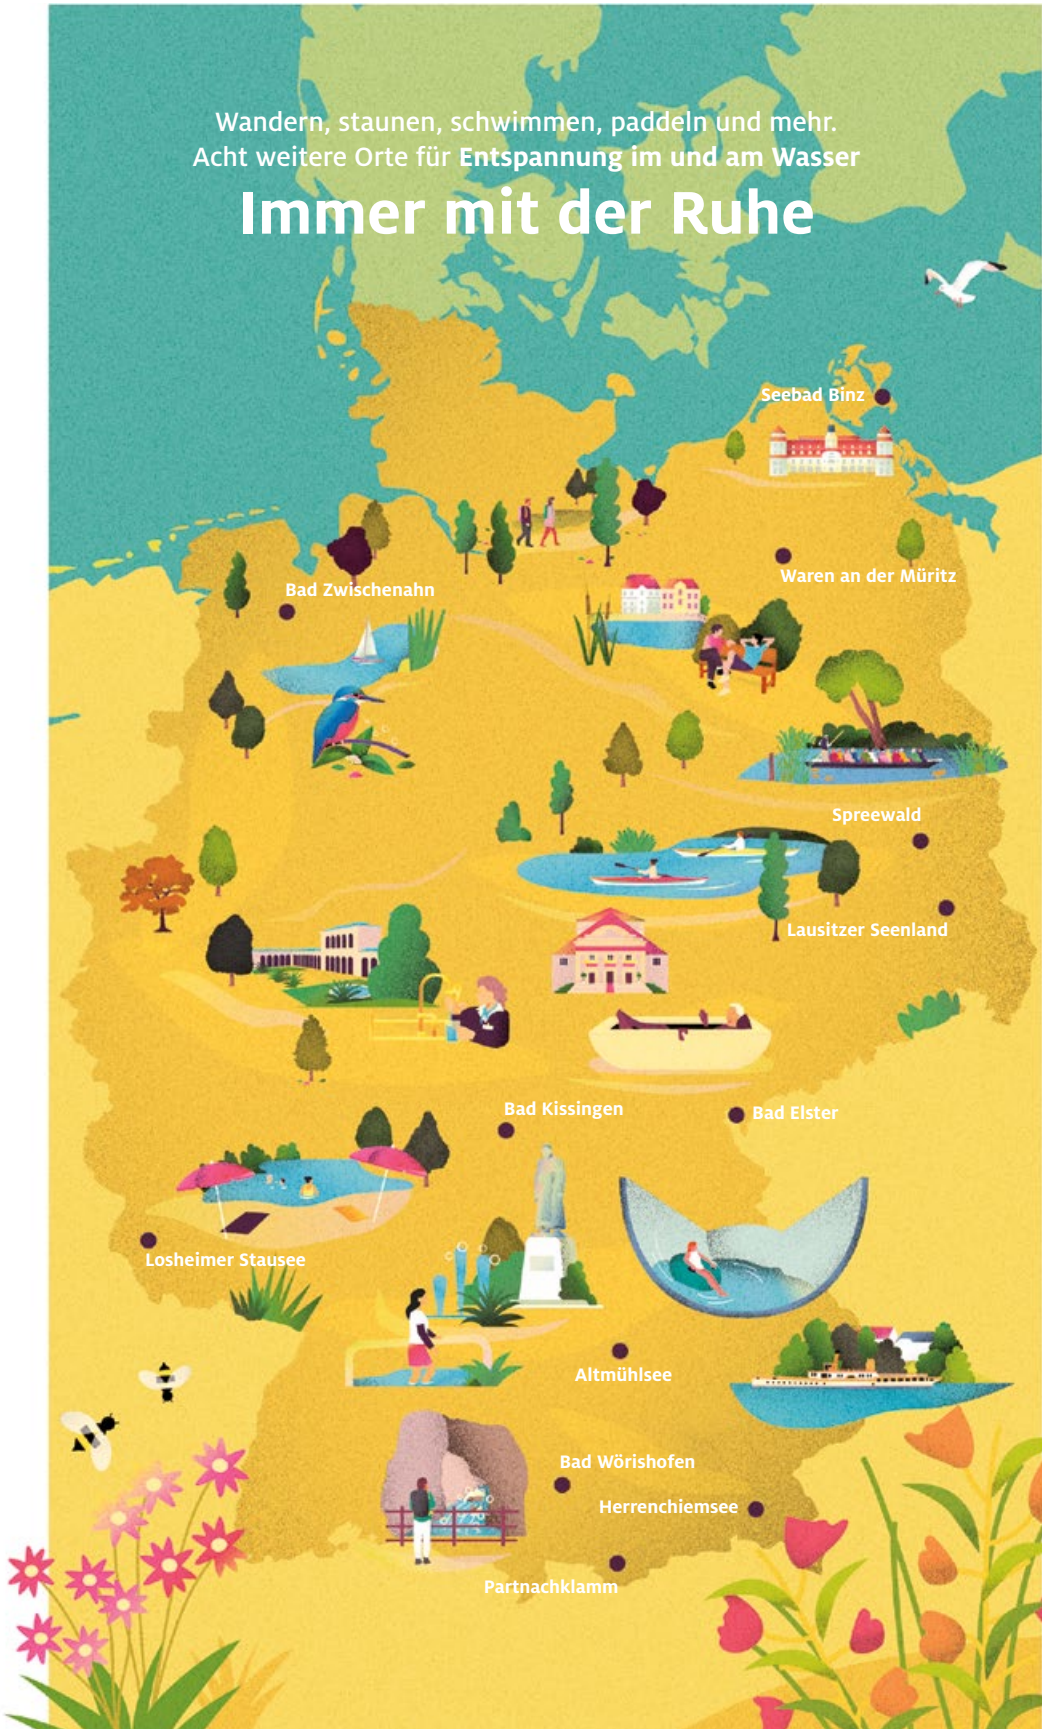 Wandern, staunen, schwimmen, paddeln und mehr.
Acht weitere Orte für Entspannung im und am Wasser
Immer mit der Ruhe
Seebad Binz
Waren an der Müritz
Bad Zwischenahn
Spreewald
Lausitzer Seenland
Bad Kissingen
Bad Elster
Losheimer Stausee
Altmühlsee
Bad Wörishofen
Herrenchiemsee
Partnachklamm